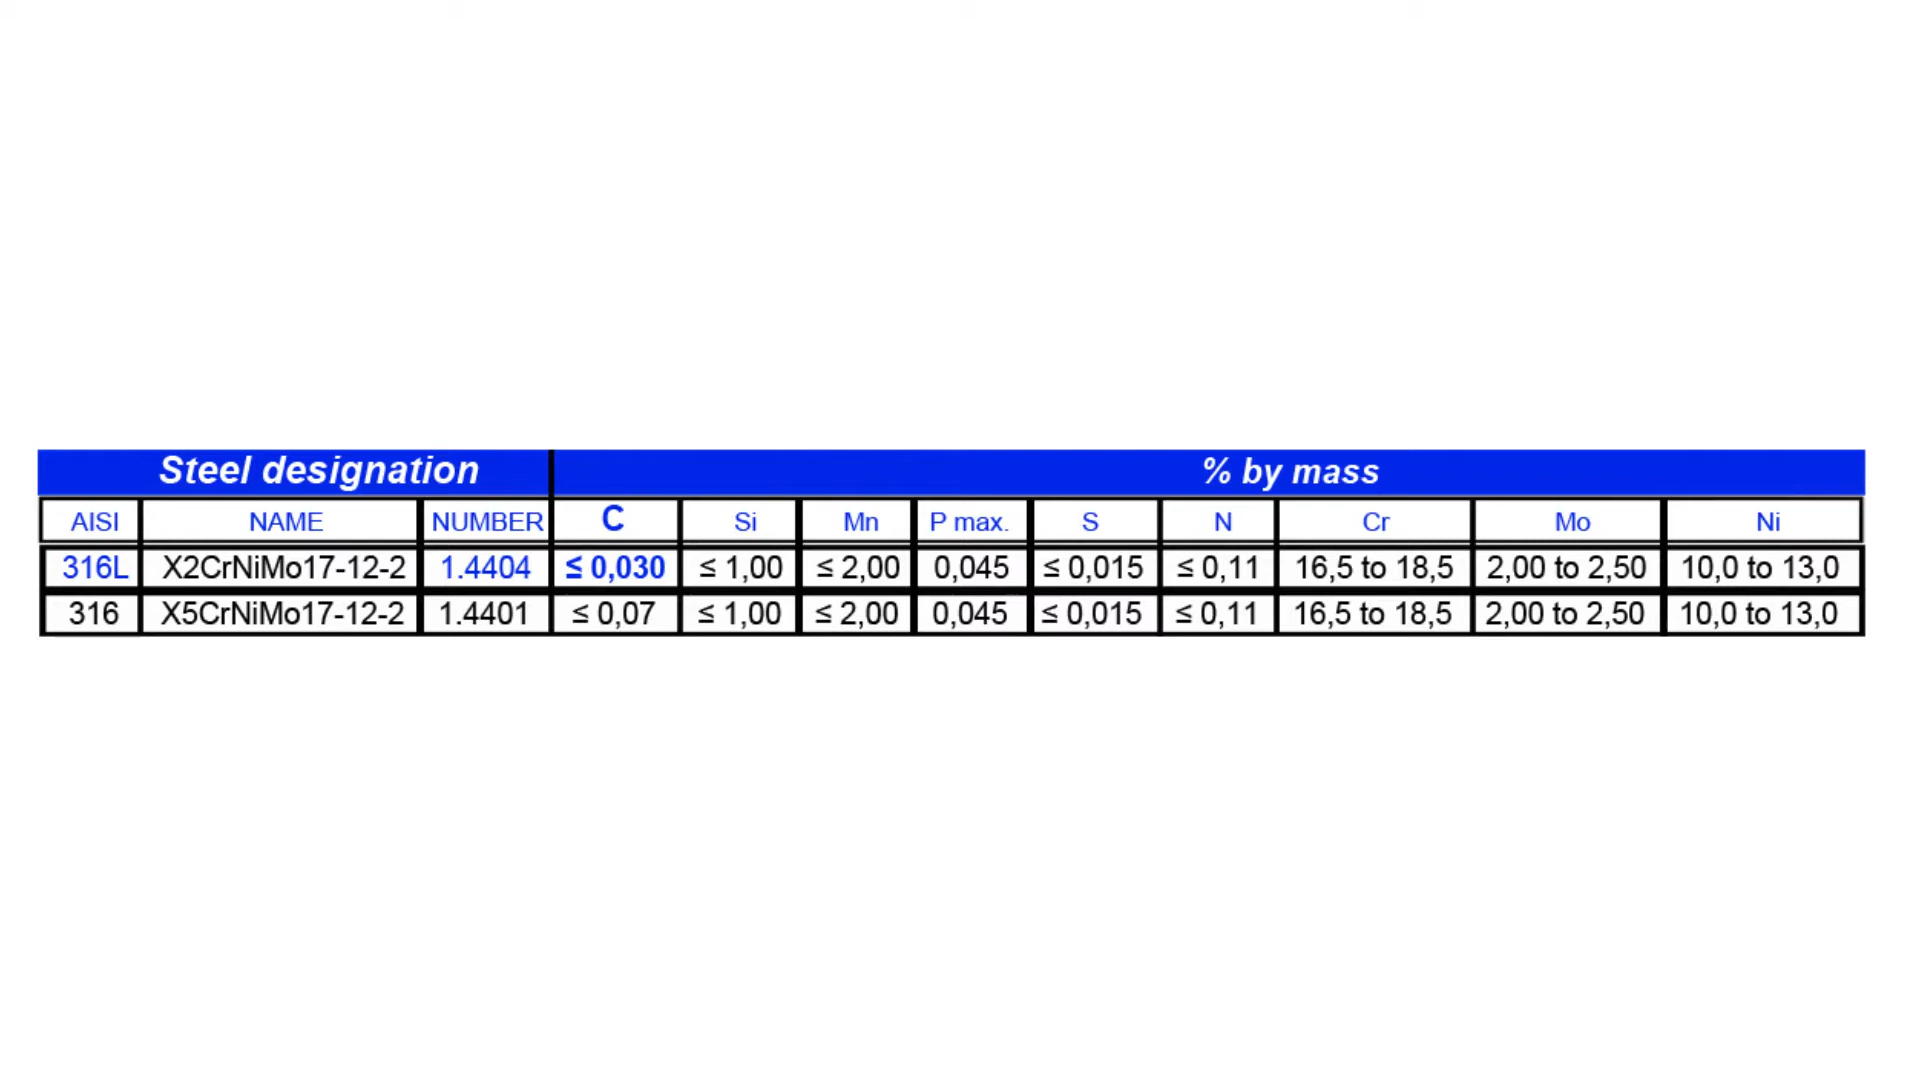 Steel designation % by mass
AISI NAME NUMBER C Si Mn P max. S N Cr Mo Ni
316L X2CrNiMo17-12-2 1.4404 ≤ 0,030 ≤ 1,00 ≤ 2,00 0,045 ≤ 0,015 ≤ 0,11 16,5 to 18,5 2,00 to 2,50 10,0 to 13,0
316 X5CrNiMo17-12-2 1.4401 ≤ 0,07 ≤ 1,00 ≤ 2,00 0,045 ≤ 0,015 ≤ 0,11 16,5 to 18,5 2,00 to 2,50 10,0 to 13,0